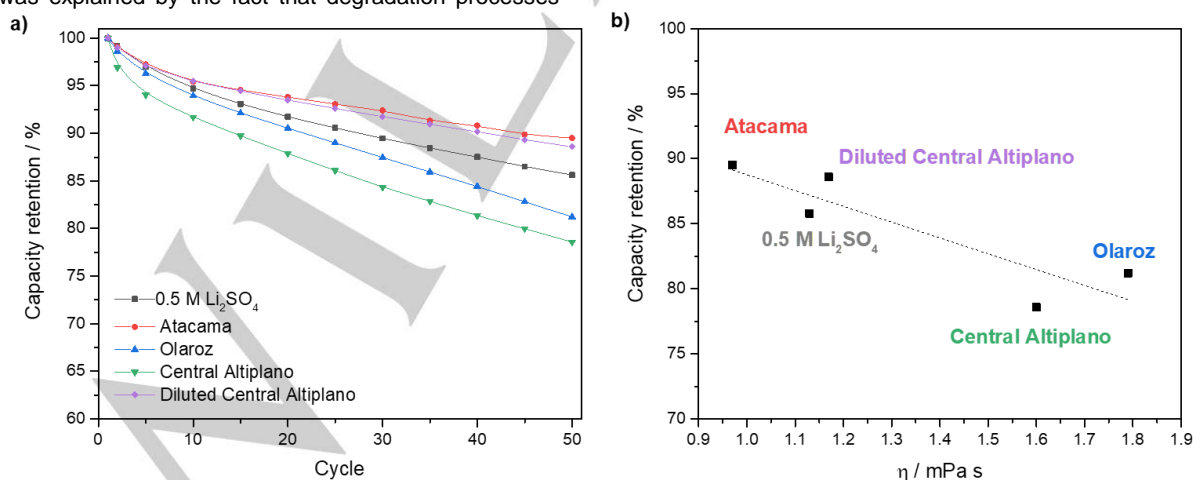 was explained by the fact that degradation processes
a)
100
95
90
85
80
75
70
65
60
Capacity retention / %
0.5 M Li₂SO₄
Atacama
Olaroz
Central Altiplano
Diluted Central Altiplano
0 10 20 30 40 50
Cycle
b)
100
95
90
85
80
75
70
Capacity retention / %
Atacama
Diluted Central Altiplano
0.5 M Li₂SO₄
Olaroz
Central Altiplano
0.9 1.0 1.1 1.2 1.3 1.4 1.5 1.6 1.7 1.8 1.9
η / mPa s